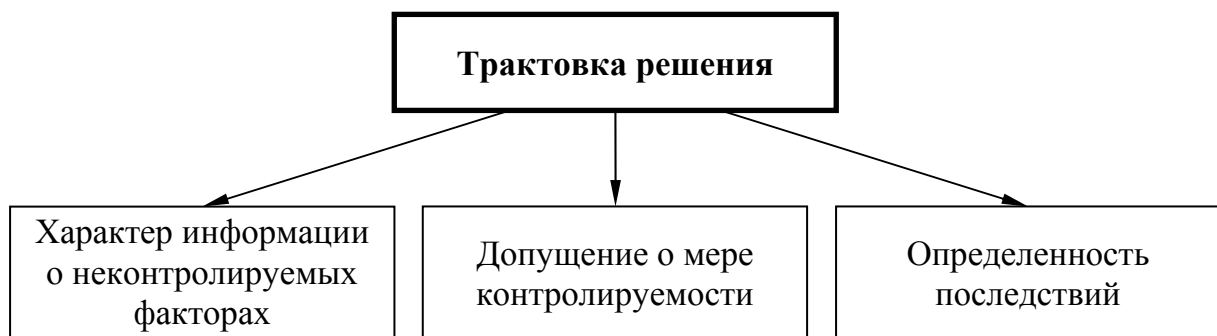 Трактовка решения
Характер информации
о неконтролируемых
факторах
Допущение о мере
контролируемости
Определенность
последствий